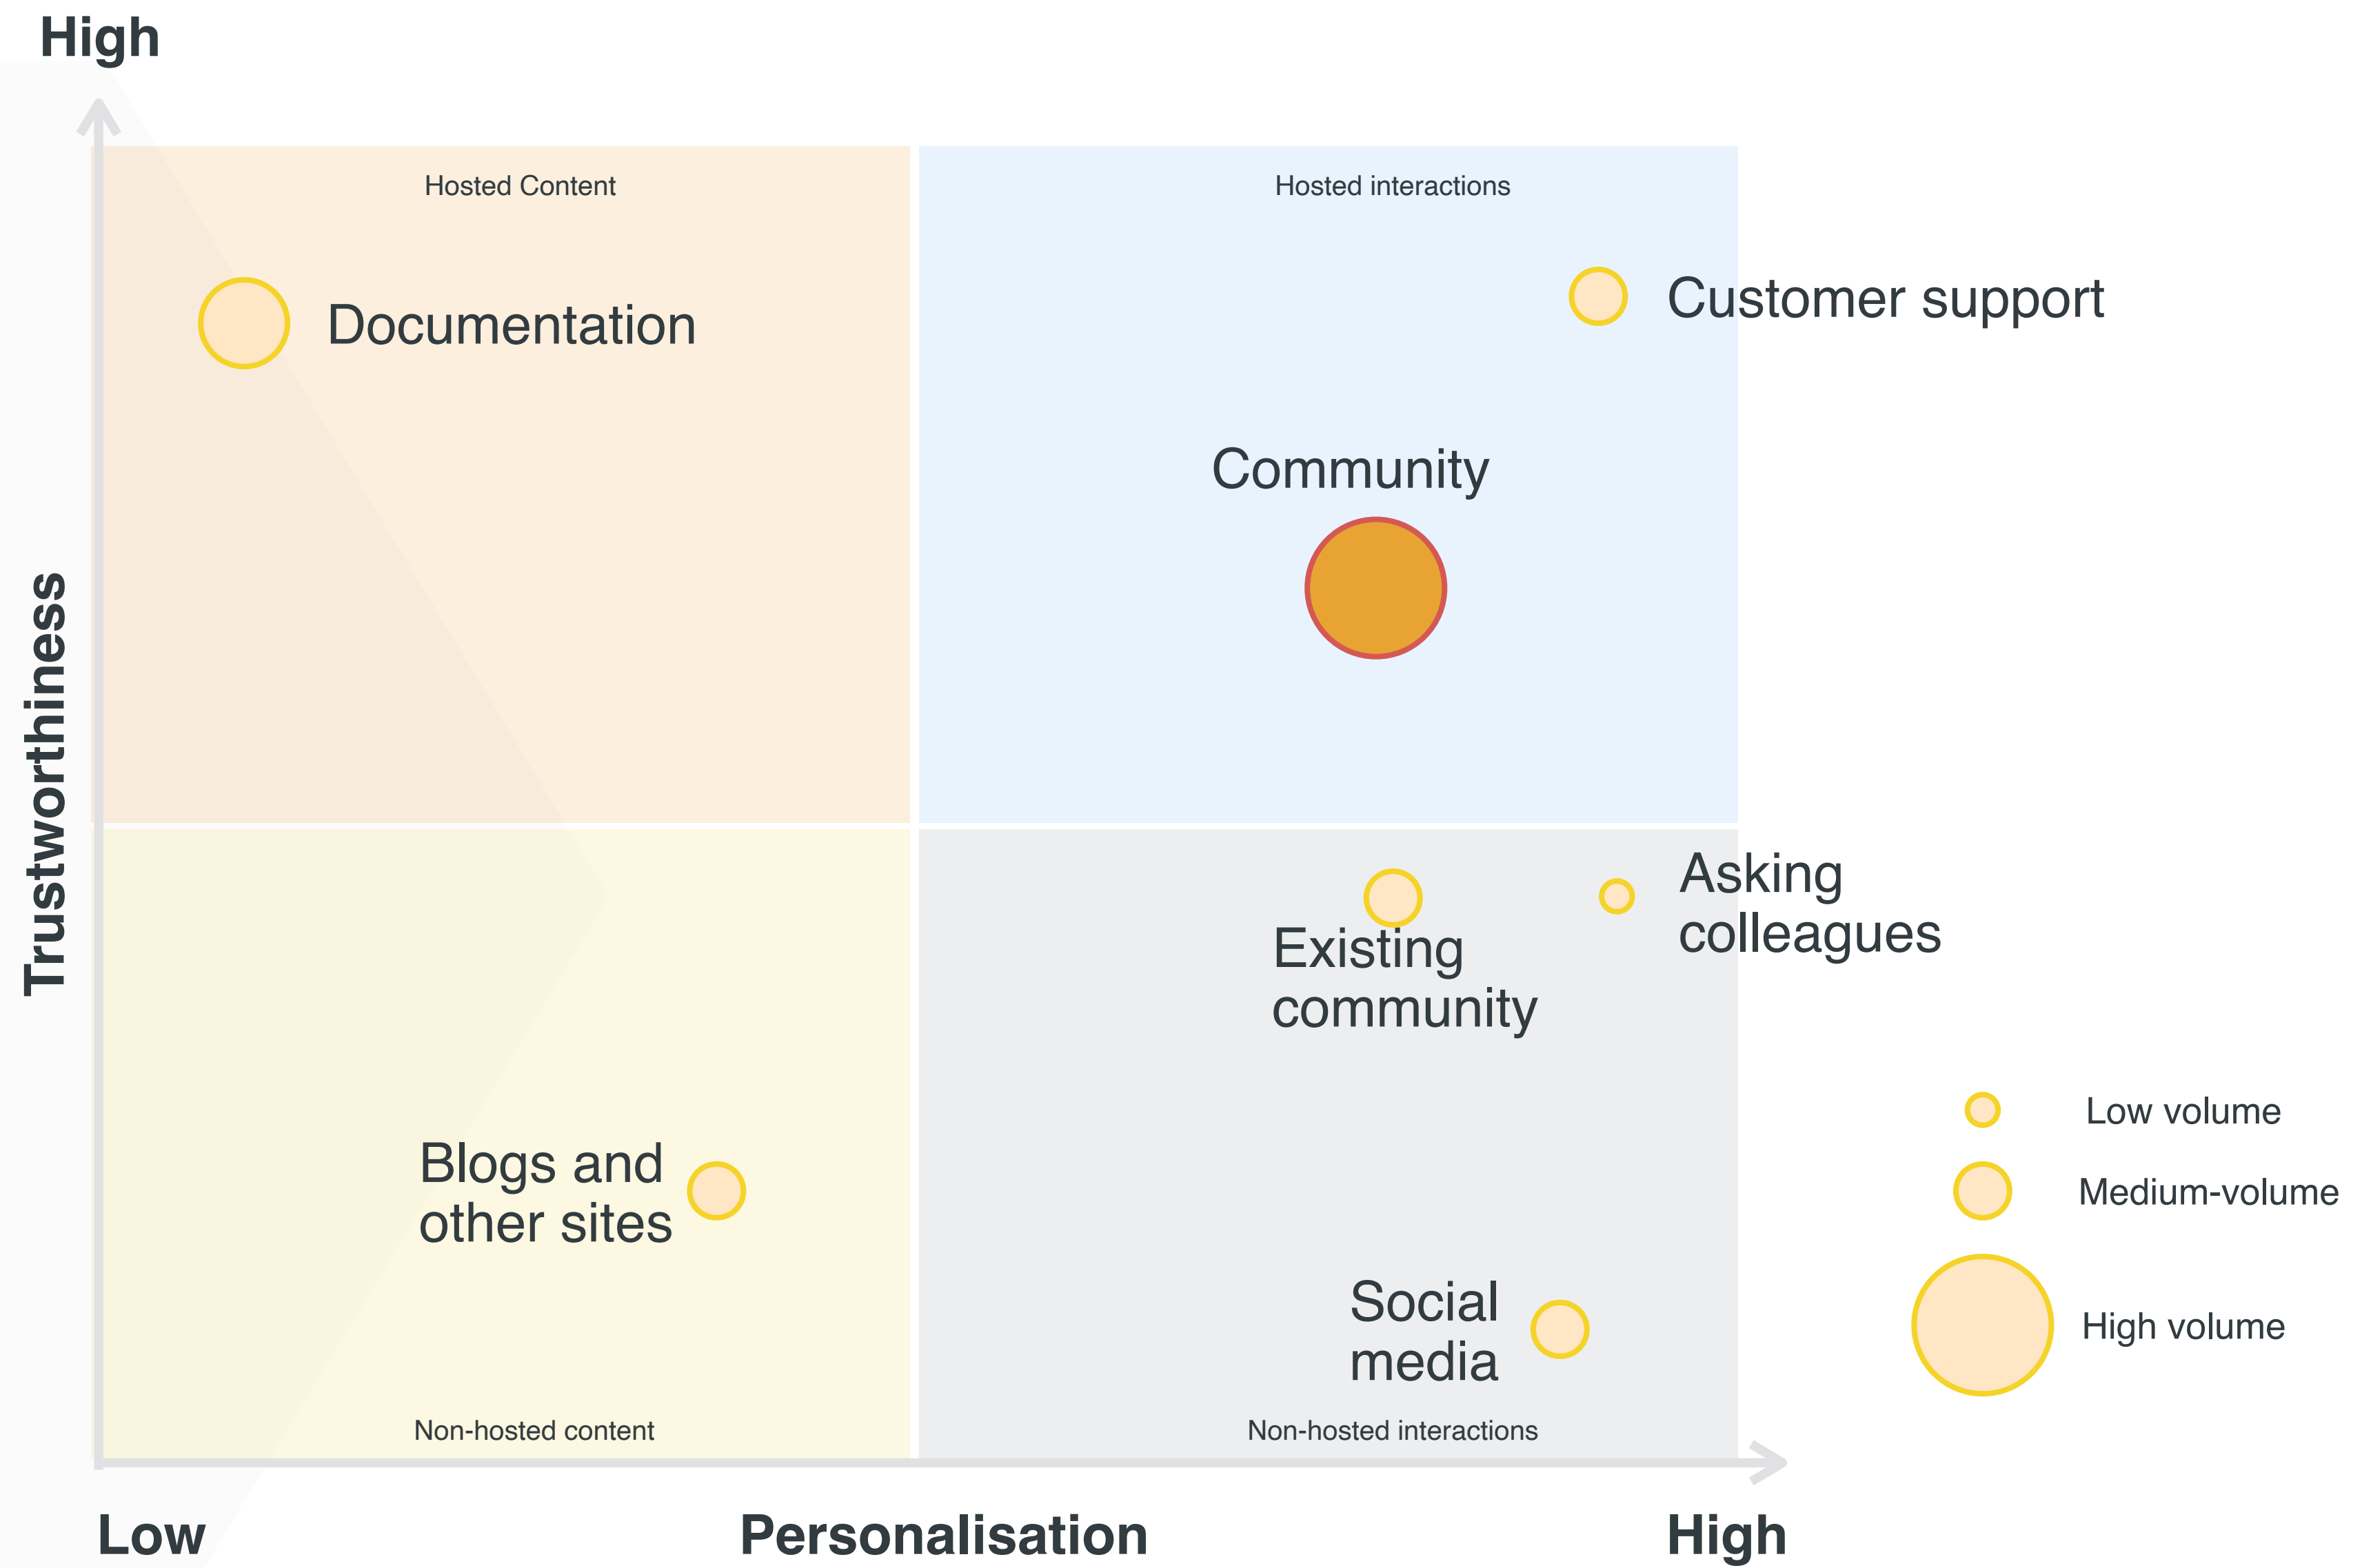 High
Hosted Content
Hosted interactions
Documentation
Customer support
Community
Trustworthiness
Asking
colleagues
Existing
community
Blogs and
other sites
Social
media
Low volume
Medium-volume
High volume
Non-hosted content
Non-hosted interactions
Low
Personalisation
High